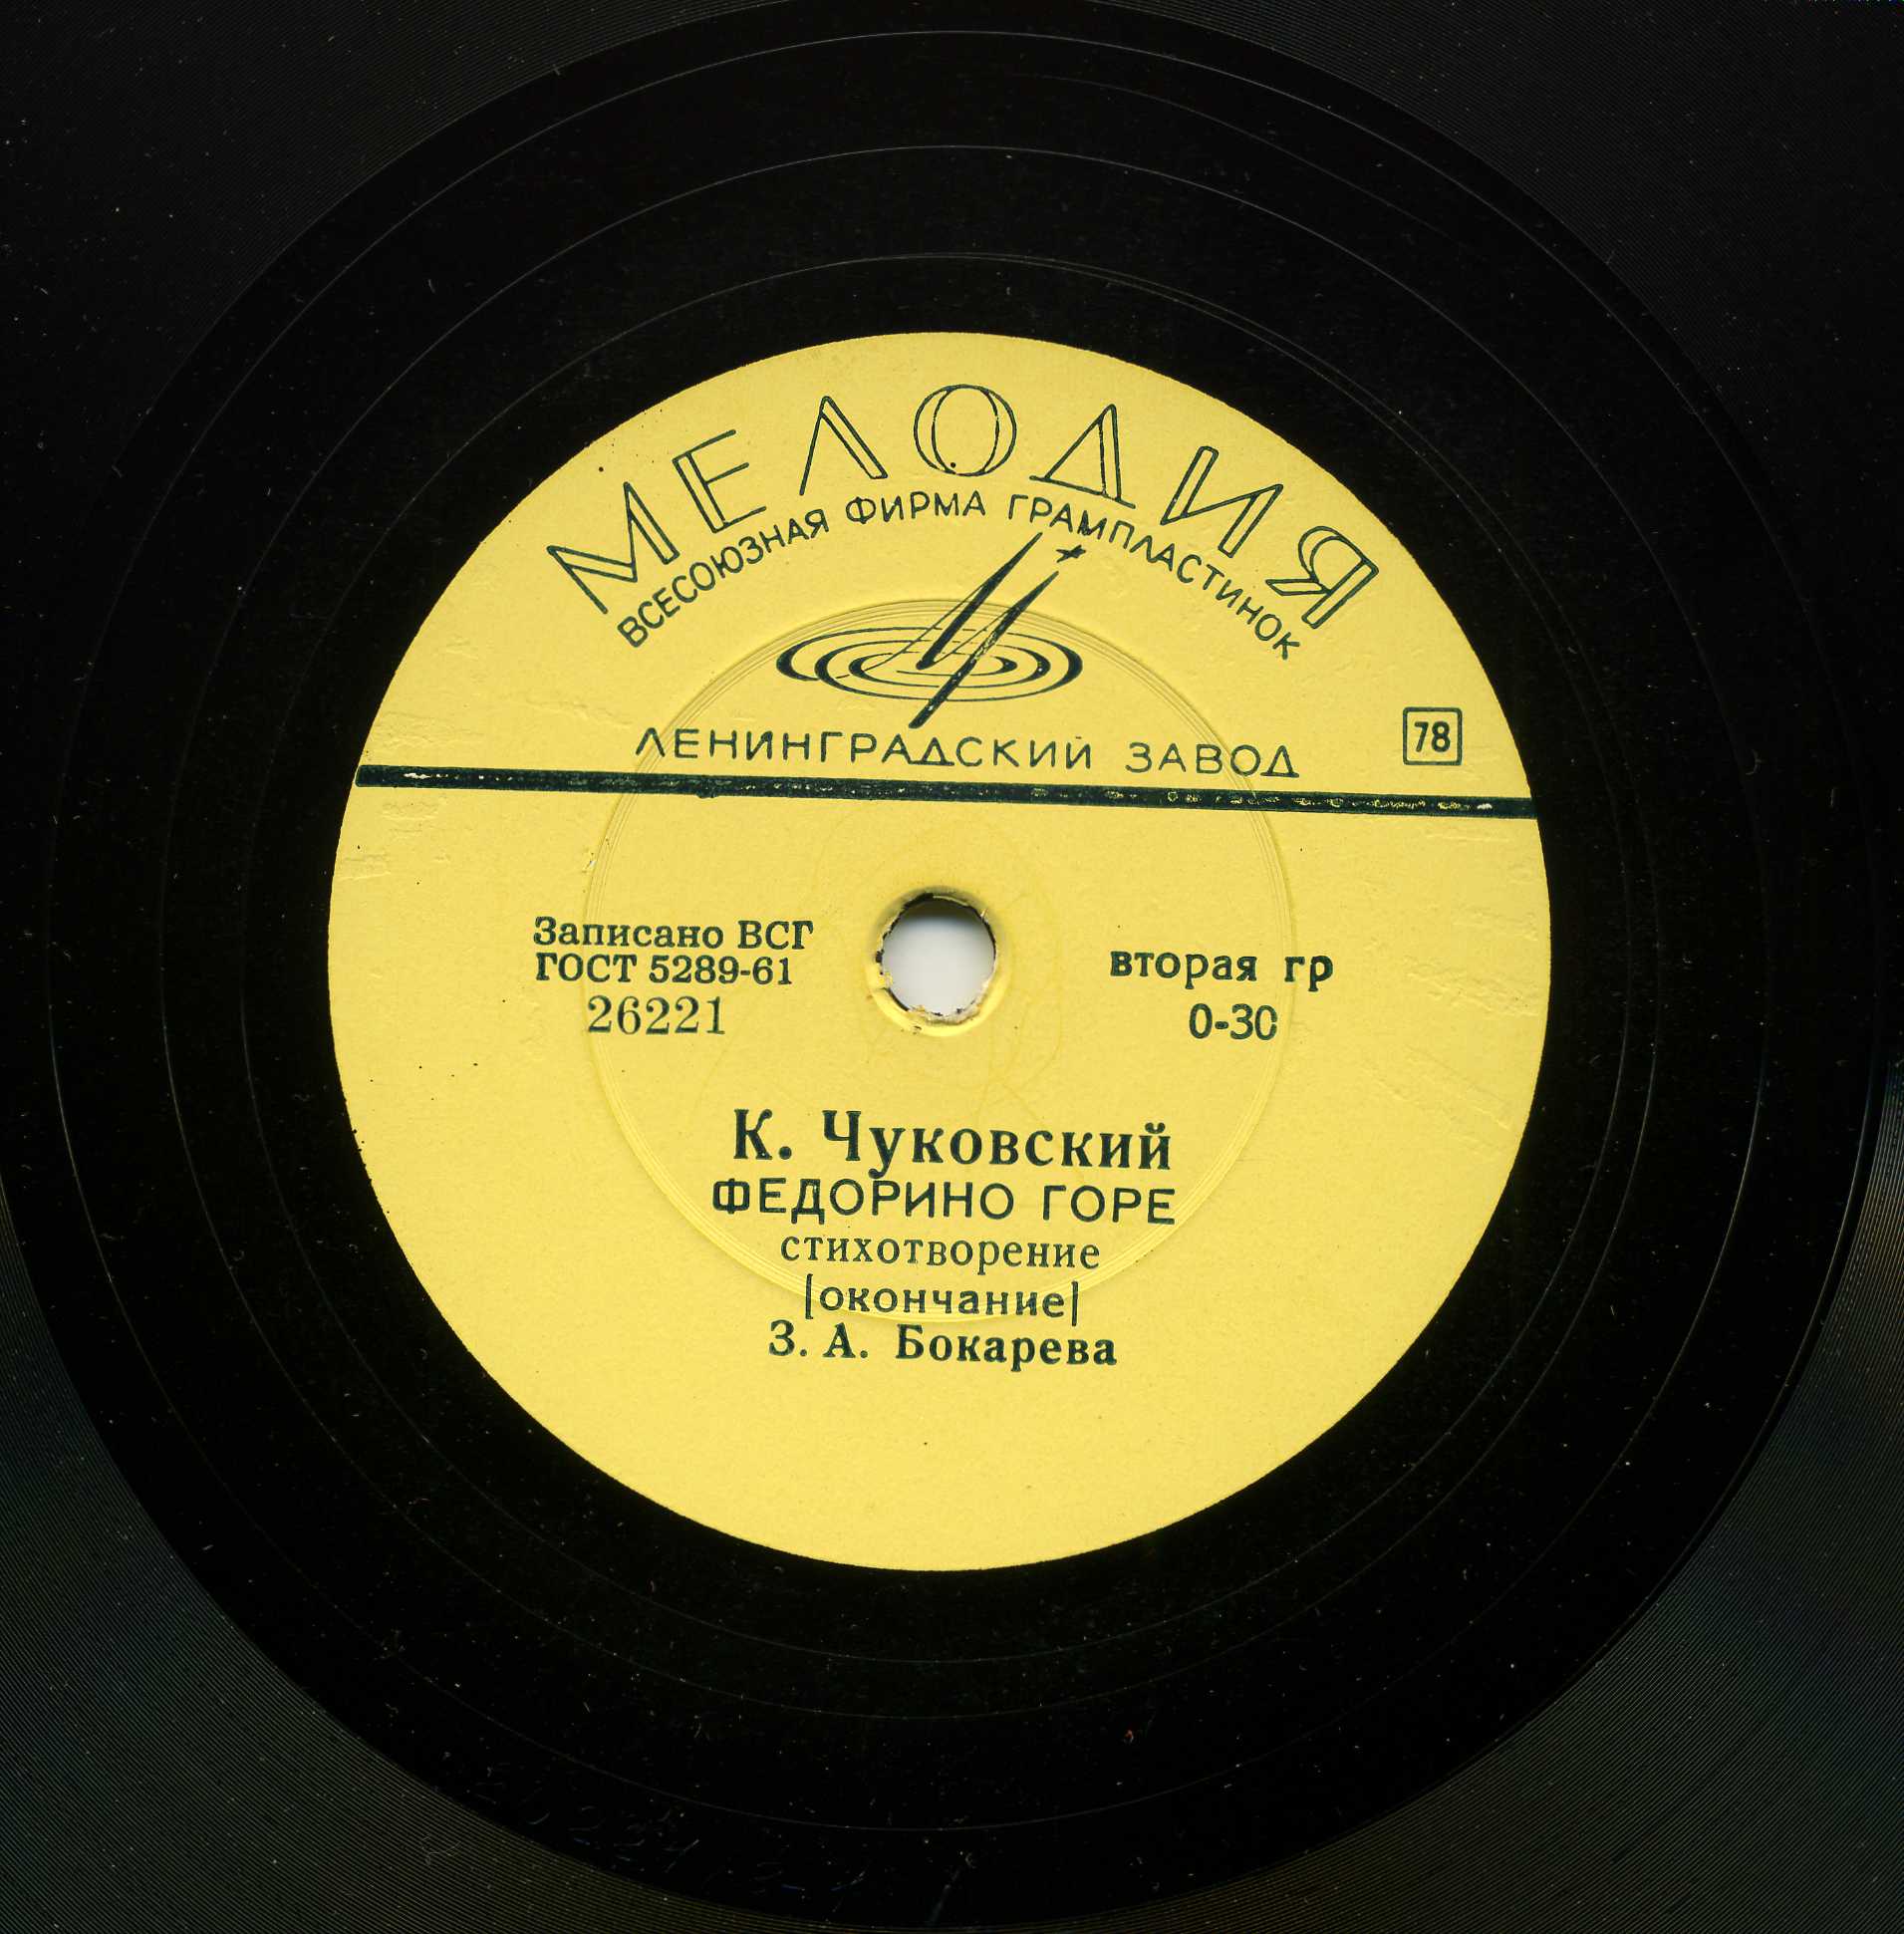 МЕЛОДИЯ
ВСЕСОЮЗНАЯ ФИРМА ГРАМПЛАСТИНОК
ЛЕНИНГРАДСКИЙ ЗАВОД
78
Записано ВСГ
ГОСТ 5289-61
26221
вторая гр
0-30
К. Чуковский
ФЕДОРИНО ГОРЕ
стихотворение
[окончание]
З. А. Бокарева